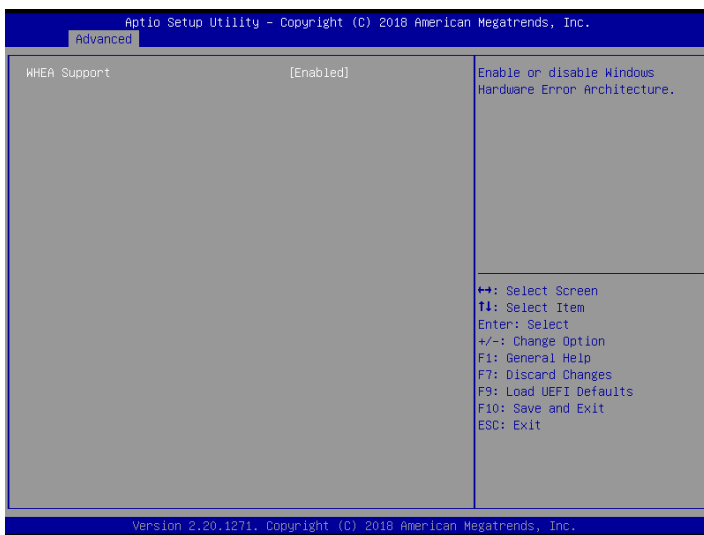 Aptio Setup Utility – Copyright (C) 2018 American Megatrends, Inc.
Advanced
WHEA Support [Enabled]
Enable or disable Windows
Hardware Error Architecture.
↔: Select Screen
↑↓: Select Item
Enter: Select
+/-: Change Option
F1: General Help
F7: Discard Changes
F9: Load UEFI Defaults
F10: Save and Exit
ESC: Exit
Version 2.20.1271. Copyright (C) 2018 American Megatrends, Inc.